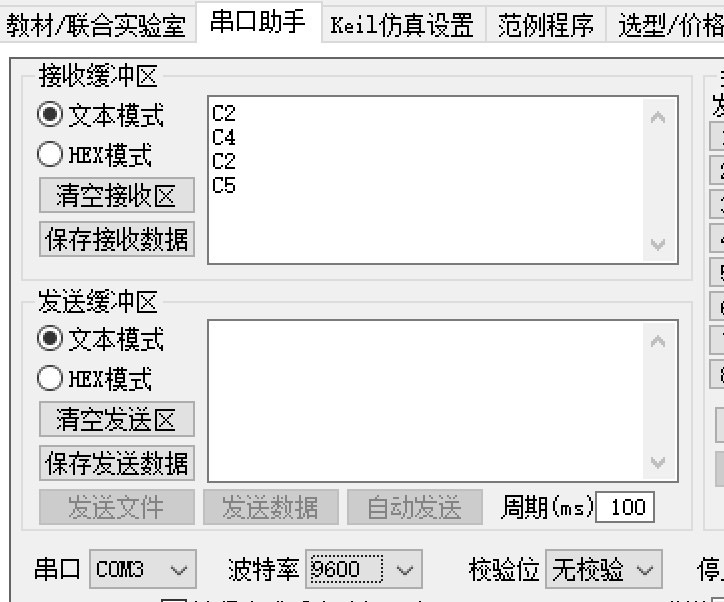 教材/联合实验室 串口助手 Keil仿真设置 范例程序 选型/价格
接收缓冲区
文本模式
HEX模式
清空接收区
保存接收数据
C2
C4
C2
C5
发送缓冲区
文本模式
HEX模式
清空发送区
保存发送数据
发送文件 发送数据 自动发送 周期(ms) 100
串口 COM3 波特率 9600 校验位 无校验